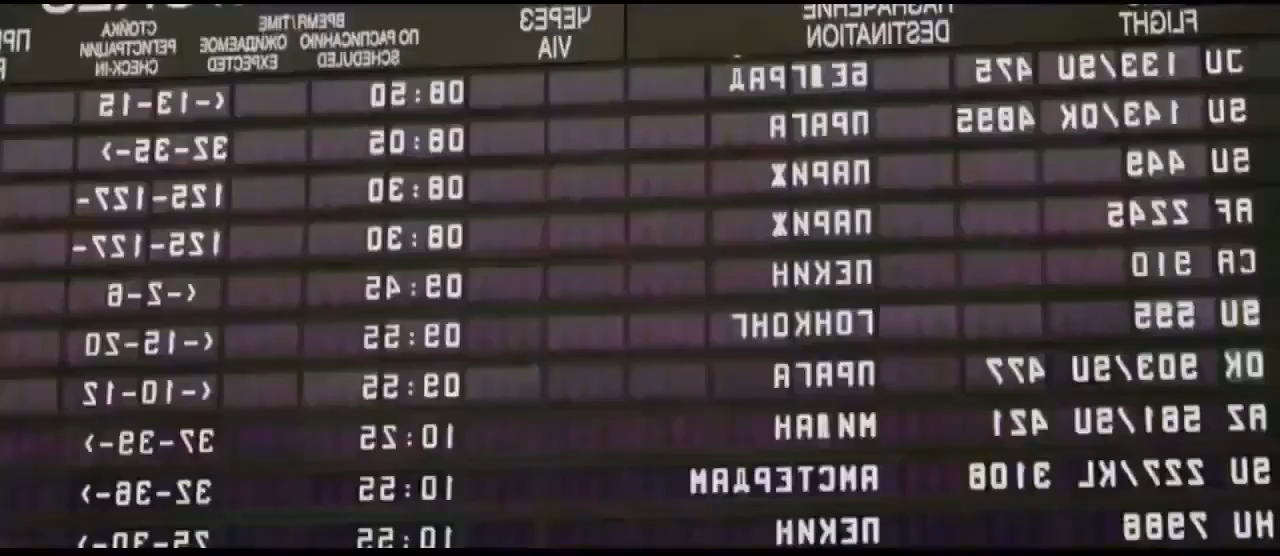 FLIGHT
НАЗНАЧЕНИЕ
DESTINATION
ЧЕРЕЗ
VIA
ВРЕМЯ/TIME
ПО РАСПИСАНИЮ ОЖИДАЕМОЕ
SCHEDULED EXPECTED
СТОЙКА
РЕГИСТРАЦИИ
CHECK-IN
JU 133/SU 475 БЕЛГРАД 08:50 <-13-15
SU 143/OK 4895 ПРАГА 08:05 32-35->
SU 449 ПАРИЖ 08:30 125-127-
AF 2245 ПАРИЖ 08:30 125-127-
CA 910 ПЕКИН 09:45 <-2-6
SU 595 ГОНКОНГ 09:55 <-15-20
OK 903/SU 477 ПРАГА 09:55 <-10-12
AZ 581/SU 421 МИЛАН 10:25 37-39->
SU 227/KL 3108 АМСТЕРДАМ 10:55 32-36->
HU 7986 ПЕКИН 10:55 25-30->